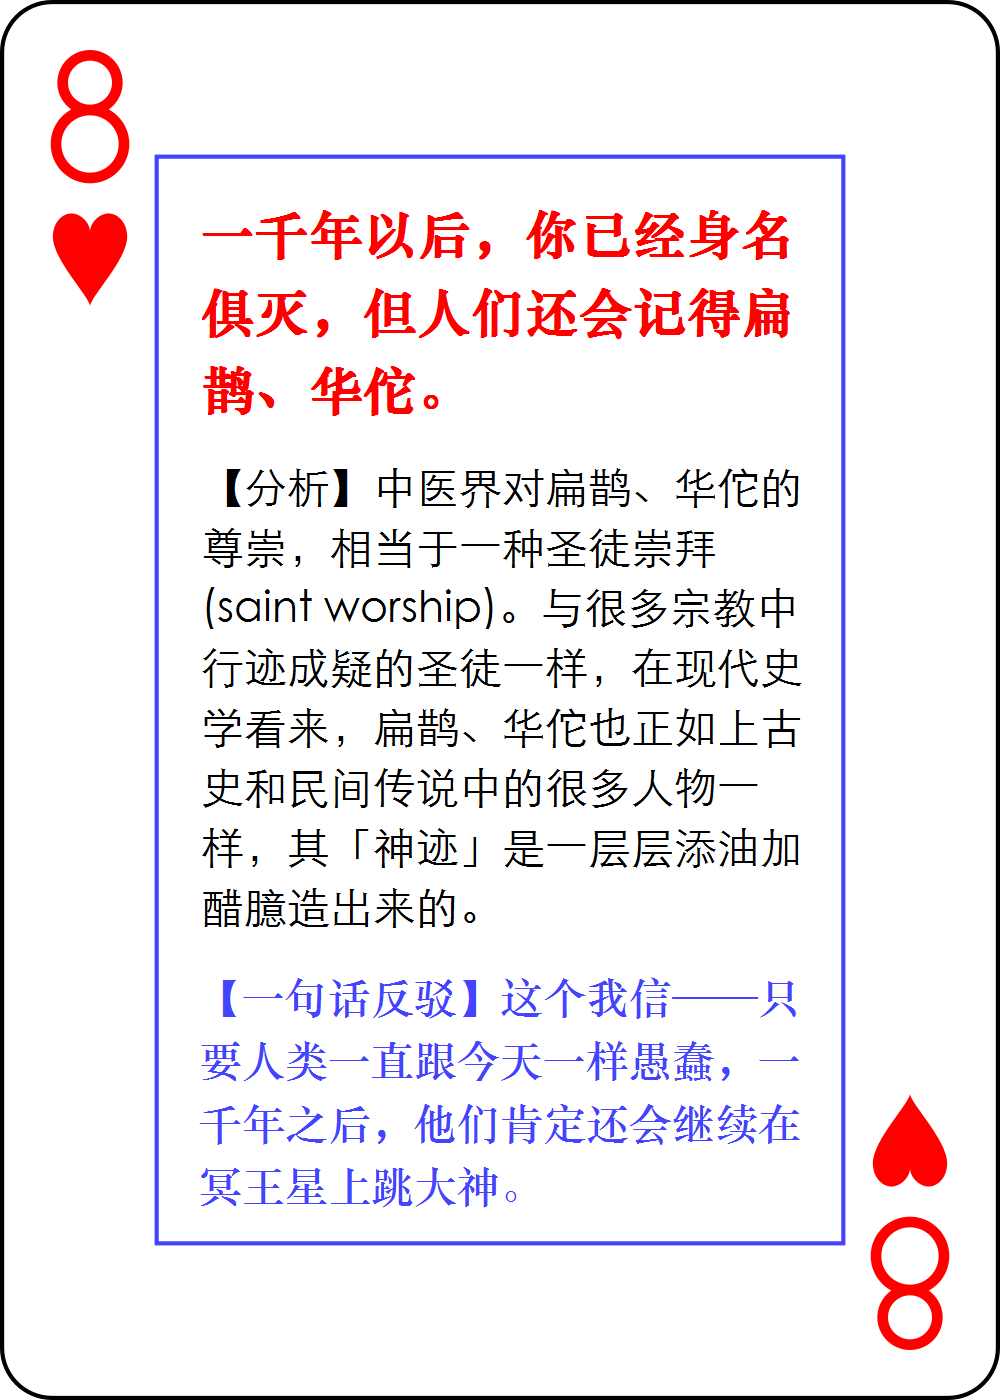 8
一千年以后，你已经身名
俱灭，但人们还会记得扁
鹊、华佗。
【分析】中医界对扁鹊、华佗的
尊崇，相当于一种圣徒崇拜
(saint worship)。与很多宗教中
行迹成疑的圣徒一样，在现代史
学看来，扁鹊、华佗也正如上古
史和民间传说中的很多人物一
样，其「神迹」是一层层添油加
醋臆造出来的。
【一句话反驳】这个我信——只
要人类一直跟今天一样愚蠢，一
千年之后，他们肯定还会继续在
冥王星上跳大神。
8